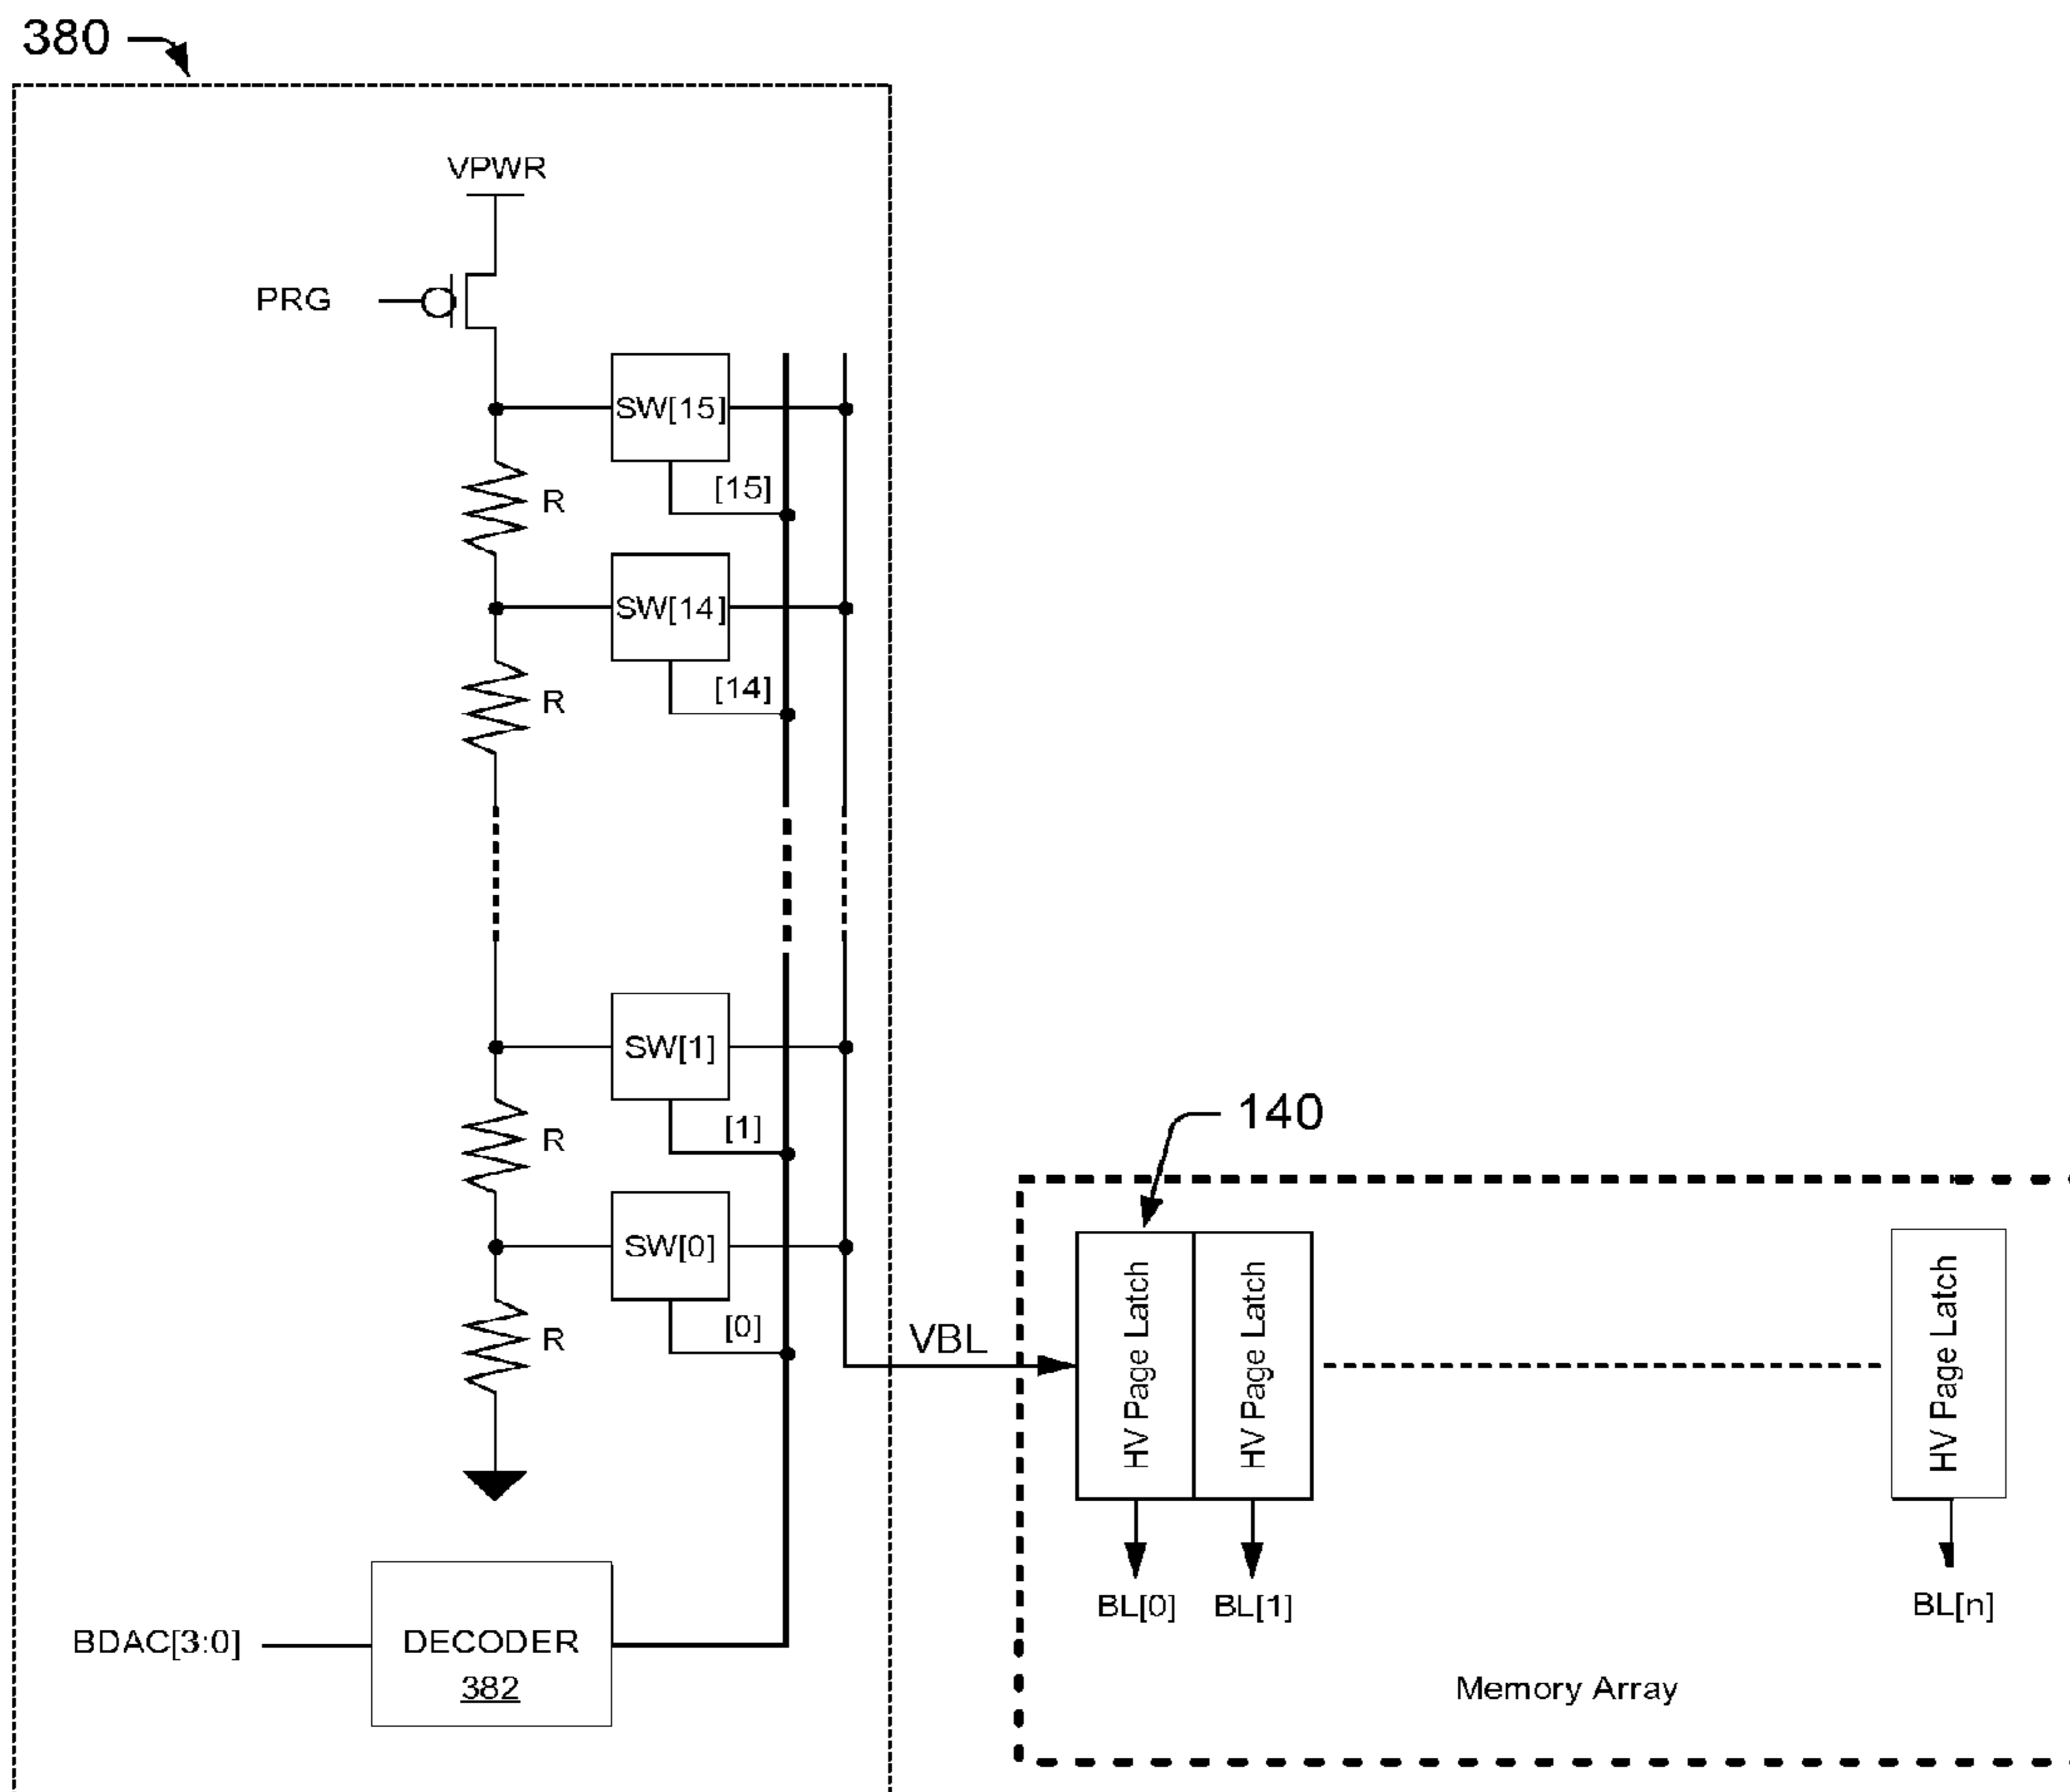 380
VPWR
PRG
SW[15]
[15]
R
SW[14]
[14]
R
SW[1]
[1]
R
SW[0]
[0]
R
VBL
140
HV Page Latch
HV Page Latch
HV Page Latch
BL[0]
BL[1]
BL[n]
BDAC[3:0]
DECODER
382
Memory Array